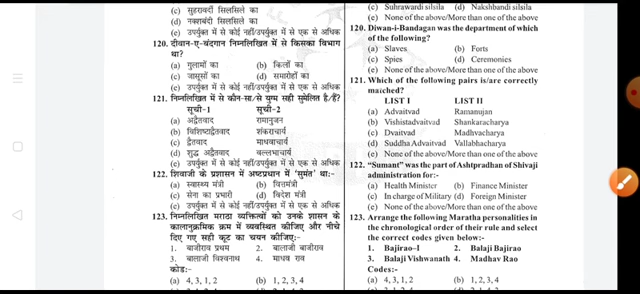 (c) सुहरावर्दी सिलसिले का
(d) नक्शबंदी सिलसिले का
(e) उपर्युक्त में से कोई नहीं/उपर्युक्त में से एक से अधिक
120. दीवान-ए-बंदगान निम्नलिखित में से किसका विभाग
था?
(a) गुलामों का (b) किलों का
(c) जासूसों का (d) समारोहों का
(e) उपर्युक्त में से कोई नहीं/उपर्युक्त में से एक से अधिक
121. निम्नलिखित में से कौन-सा/से युग्म सही सुमेलित है/हैं?
सूची-1 सूची-2
(a) अद्वैतवाद रामानुजन
(b) विशिष्टाद्वैतवाद शंकराचार्य
(c) द्वैतवाद माधवाचार्य
(d) शुद्ध अद्वैतवाद वल्लभाचार्य
(e) उपर्युक्त में से कोई नहीं/उपर्युक्त में से एक से अधिक
122. शिवाजी के प्रशासन में अष्टप्रधान में 'सुमंत' था:-
(a) स्वास्थ्य मंत्री (b) वित्तमंत्री
(c) सेना का प्रभारी (d) विदेश मंत्री
(e) उपर्युक्त में से कोई नहीं/उपर्युक्त में से एक से अधिक
123. निम्नलिखित मराठा व्यक्तित्वों को उनके शासन के
कालानुक्रमिक क्रम में व्यवस्थित कीजिए और नीचे
दिए गए सही कूट का चयन कीजिए:-
1. बाजीराव प्रथम 2. बालाजी बाजीराव
3. बालाजी विश्वनाथ 4. माधव राव
कोड:-
(a) 4, 3, 1, 2 (b) 1, 2, 3, 4
(c) Suhrawardi silsila (d) Nakshbandi silsila
(e) None of the above/More than one of the above
120. Diwan-i-Bandagan was the department of which
of the following?
(a) Slaves (b) Forts
(c) Spies (d) Ceremonies
(e) None of the above/More than one of the above
121. Which of the following pairs is/are correctly
matched?
LIST I LIST II
(a) Advaitvad Ramanujan
(b) Vishistadvaitvad Shankaracharya
(c) Dvaitvad Madhvacharya
(d) Suddha Advaitvad Vallabhacharya
(e) None of the above/More than one of the above
122. "Sumant" was the part of Ashtpradhan of Shivaji
administration for:-
(a) Health Minister (b) Finance Minister
(c) In charge of Military (d) Foreign Minister
(e) None of the above/More than one of the above
123. Arrange the following Maratha personalities in
the chronological order of their rule and select
the correct codes given below:-
1. Bajirao-I 2. Balaji Bajirao
3. Balaji Vishwanath 4. Madhav Rao
Codes:-
(a) 4, 3, 1, 2 (b) 1, 2, 3, 4